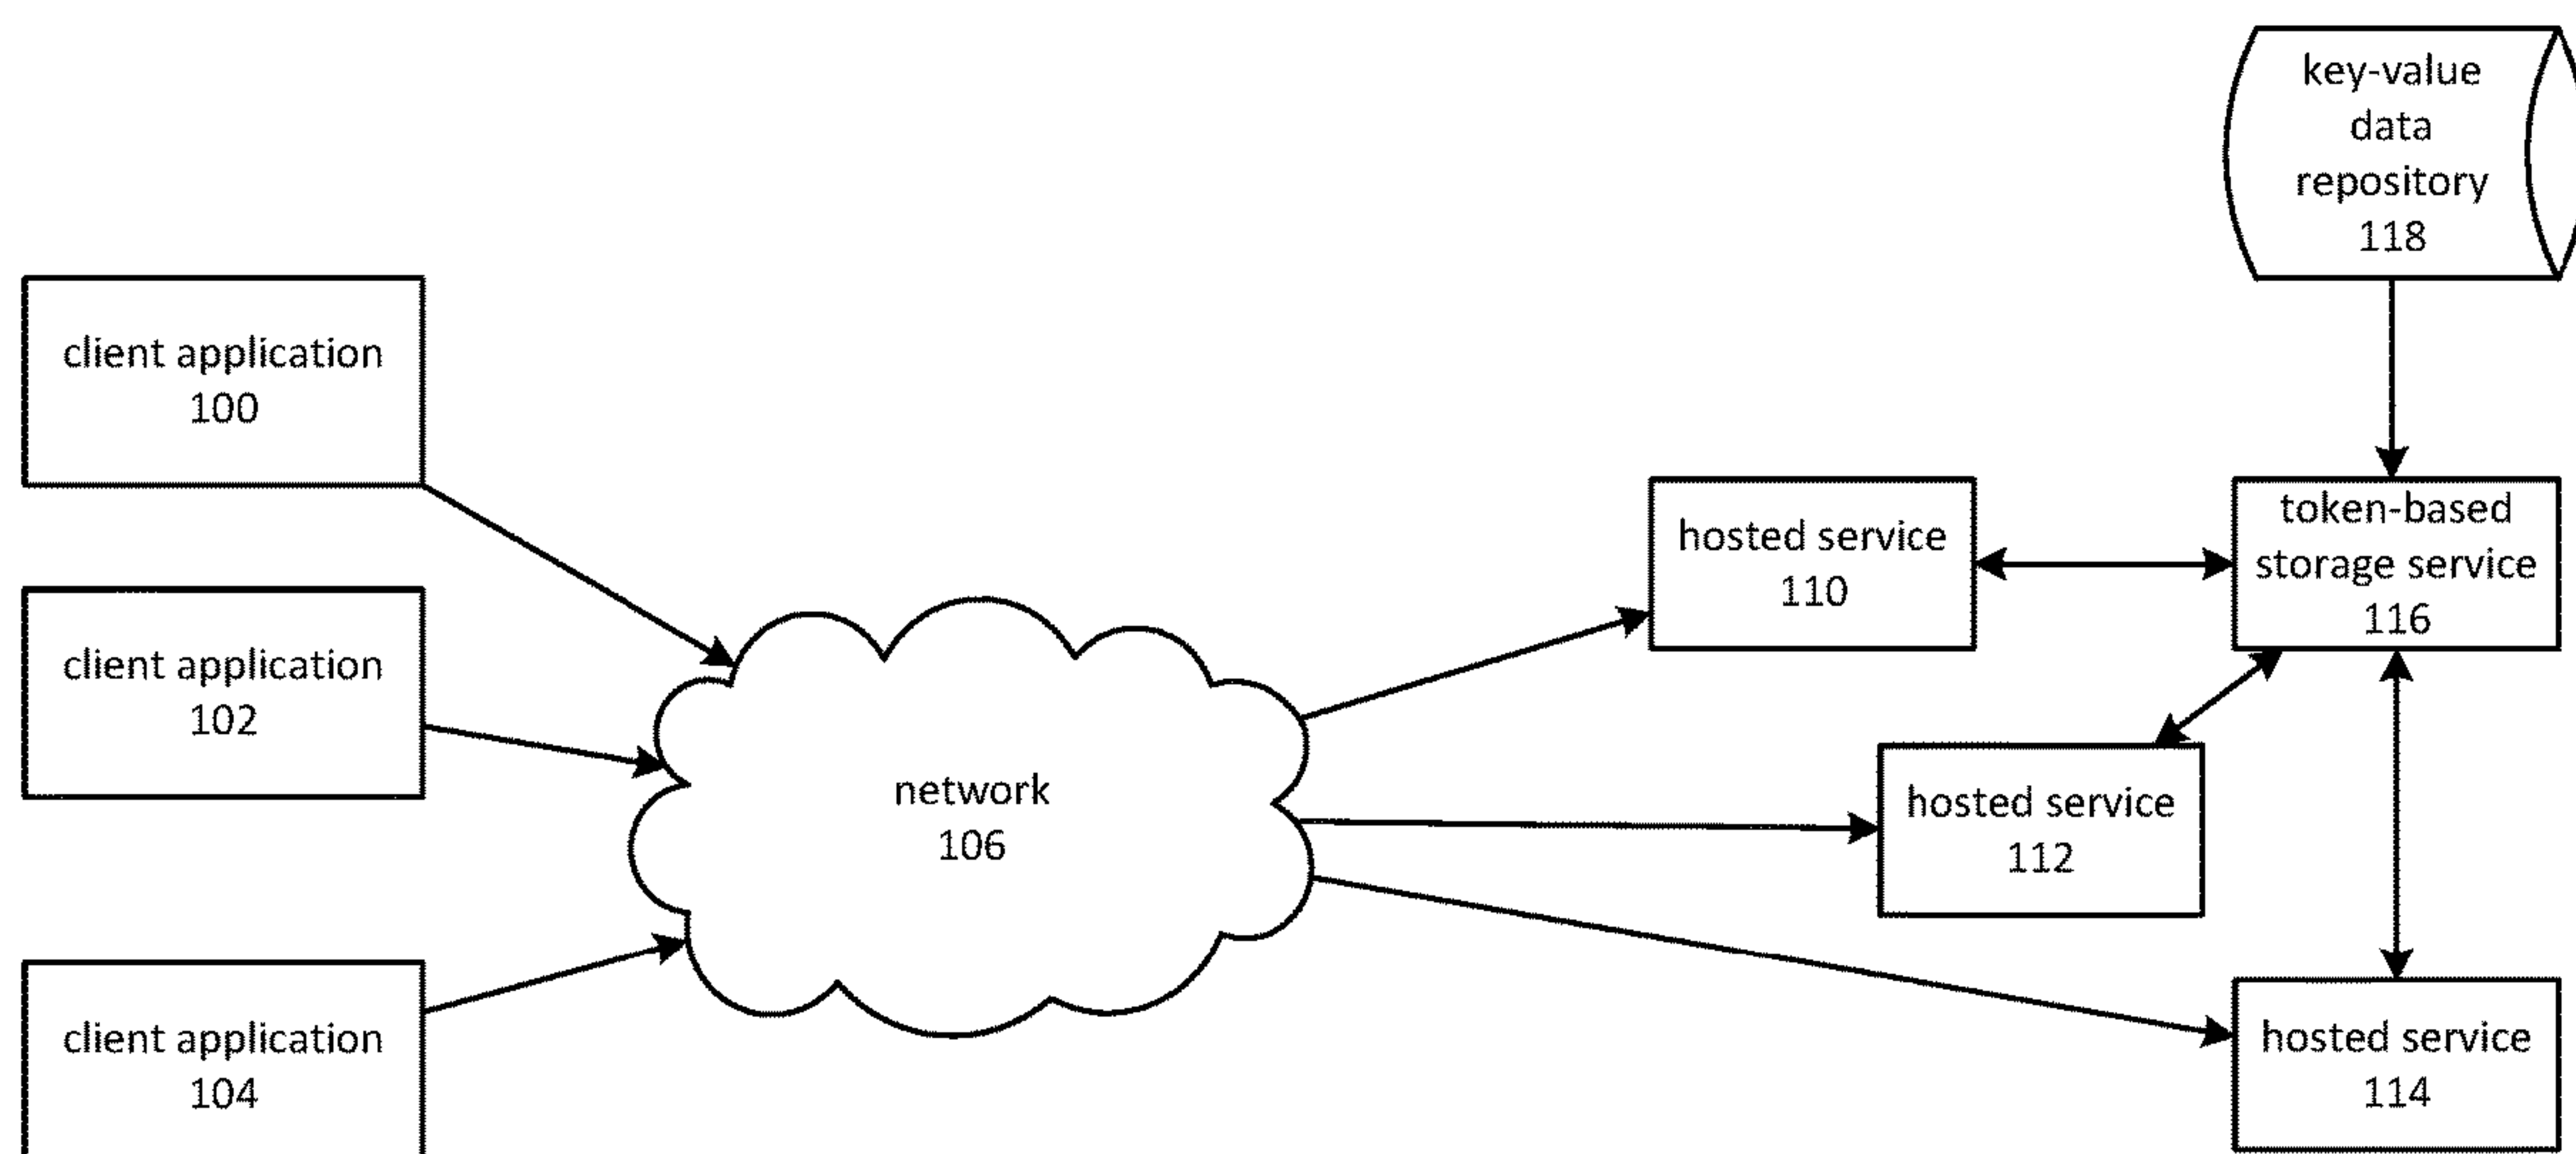 key-value
data
repository
118
client application
100
token-based
storage service
116
hosted service
110
client application
102
network
106
hosted service
112
client application
104
hosted service
114